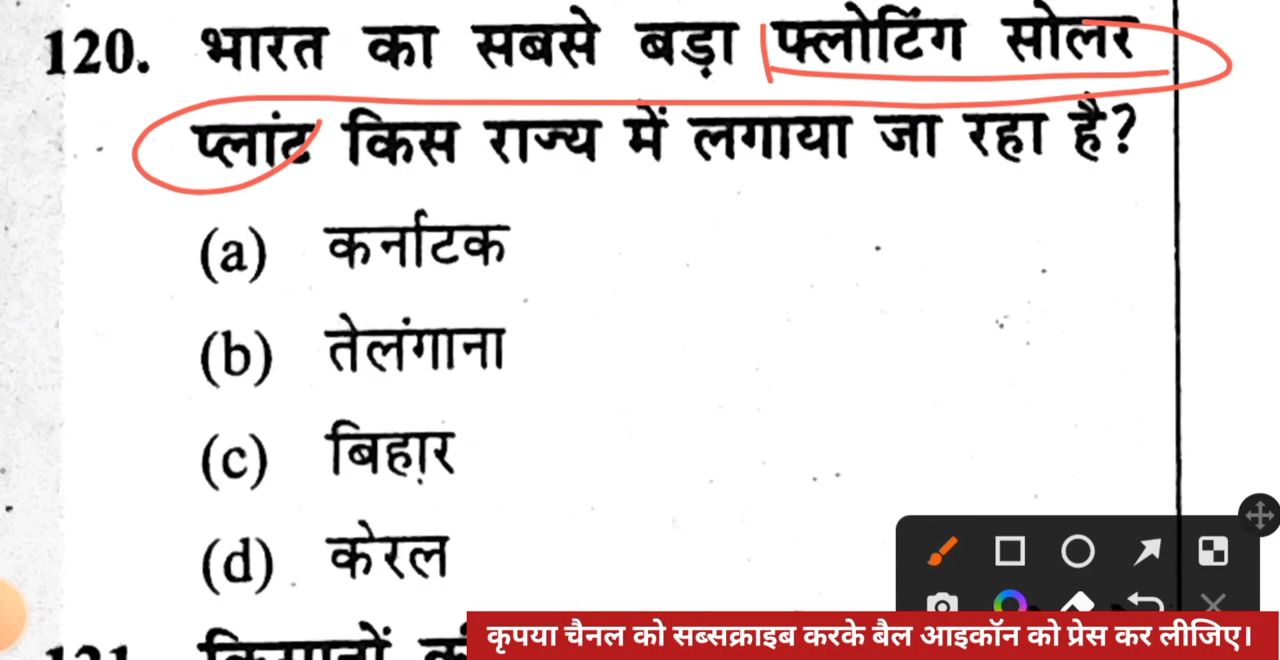 120. भारत का सबसे बड़ा फ्लोटिंग सोलर
प्लांट किस राज्य में लगाया जा रहा है?
(a) कर्नाटक
(b) तेलंगाना
(c) बिहार
(d) केरल
कृपया चैनल को सब्सक्राइब करके बैल आइकॉन को प्रेस कर लीजिए।